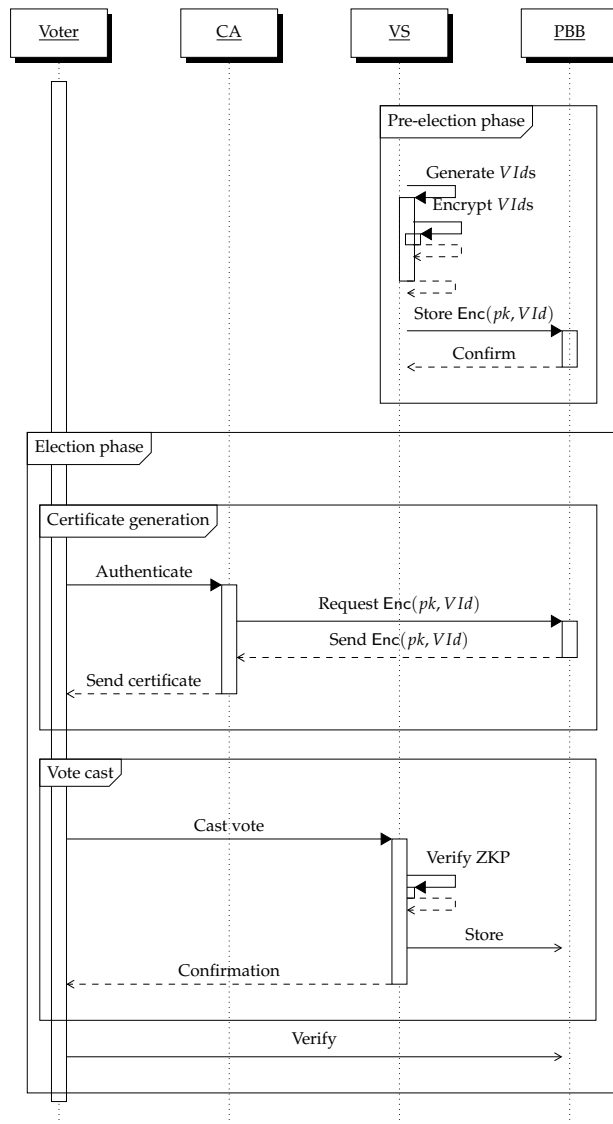 Voter
CA
VS
PBB
Pre-election phase
Generate VIds
Encrypt VIds
Store Enc(pk, VId)
Confirm
Election phase
Certificate generation
Authenticate
Request Enc(pk, VId)
Send Enc(pk, VId)
Send certificate
Vote cast
Cast vote
Verify ZKP
Store
Confirmation
Verify